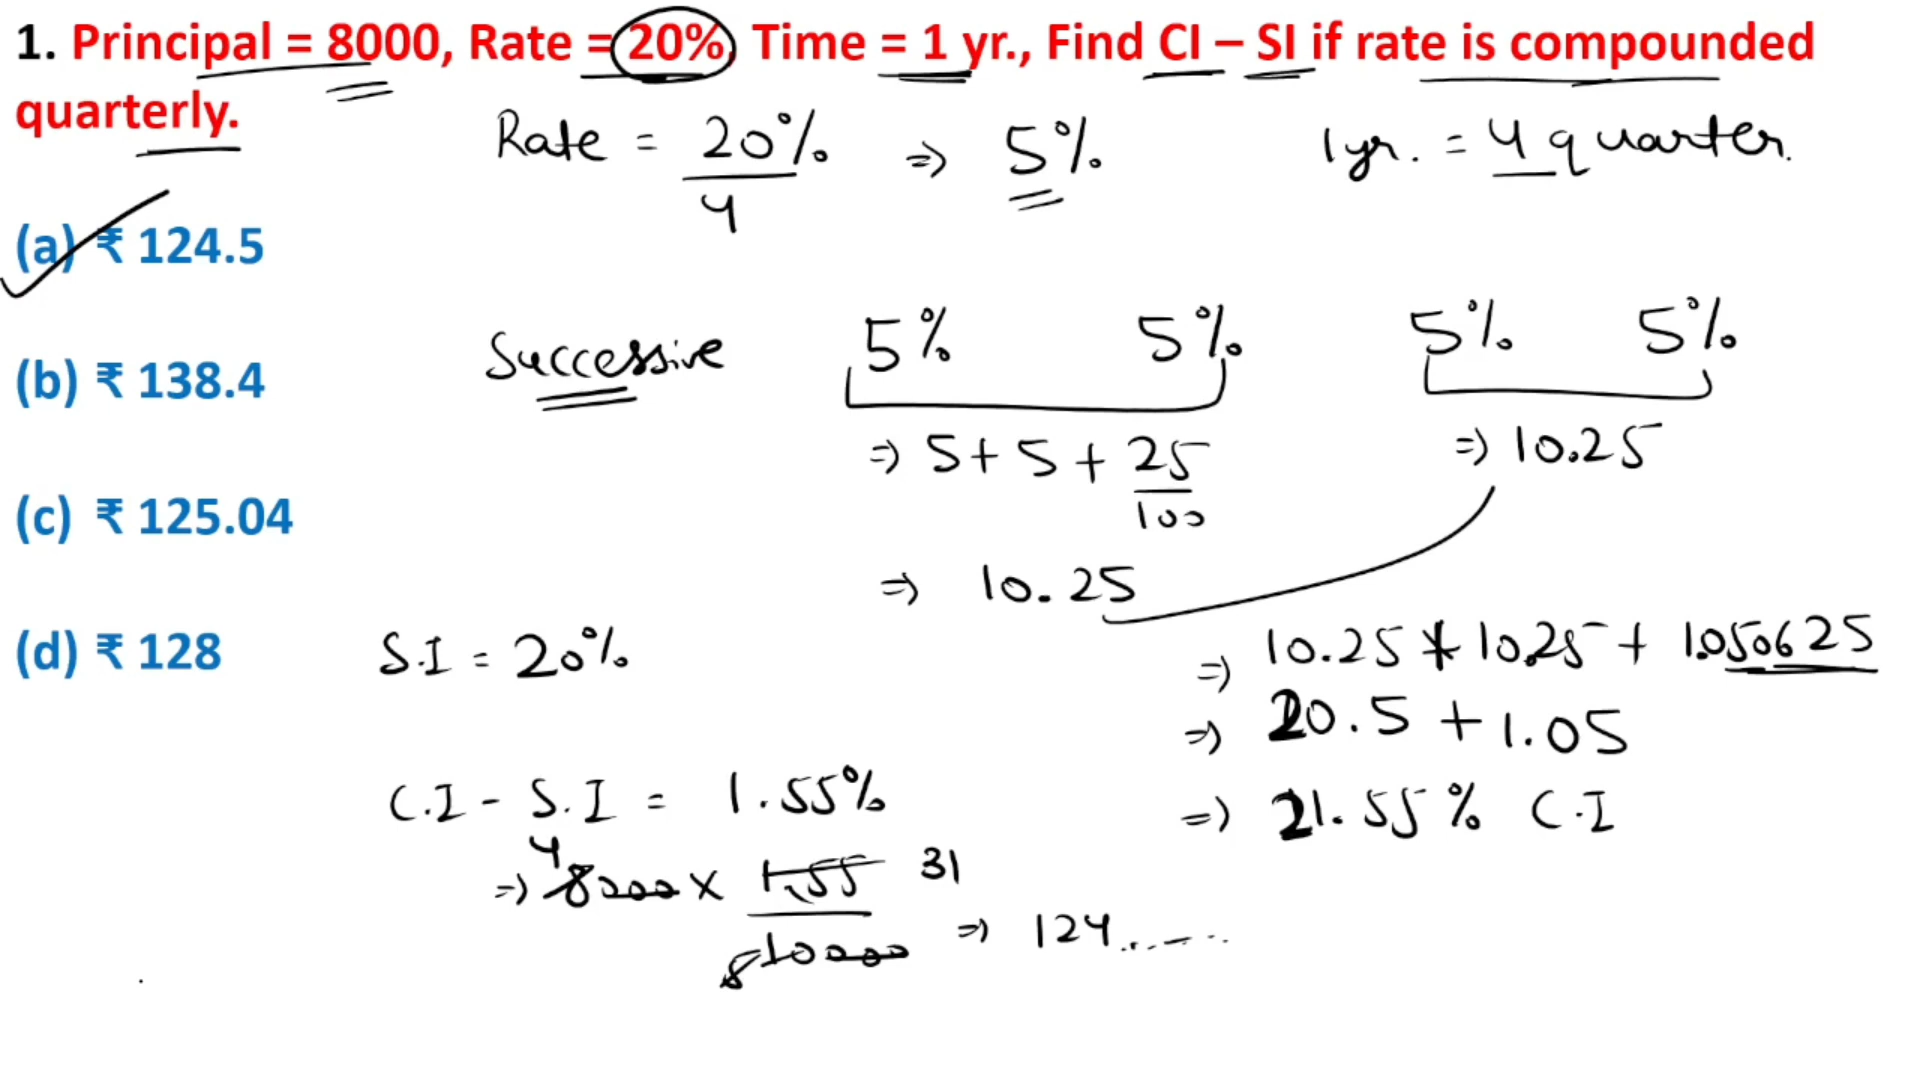 1. Principal = 8000, Rate = 20%, Time = 1 yr., Find CI – SI if rate is compounded
quarterly.
Rate = 20%/4 ⇒ 5%
1yr. = 4 quarter.
(a) ₹ 124.5
(b) ₹ 138.4
(c) ₹ 125.04
(d) ₹ 128
Successive 5% 5% 5% 5%
⇒ 5 + 5 + 25/100
⇒ 10.25
⇒ 10.25
⇒ 10.25 + 10.25 + 1.050625
⇒ 20.5 + 1.05
⇒ 21.55% C.I
S.I = 20%
C.I - S.I = 1.55%
4
⇒ 8000 x 1.55 31
10000 ⇒ 124.......